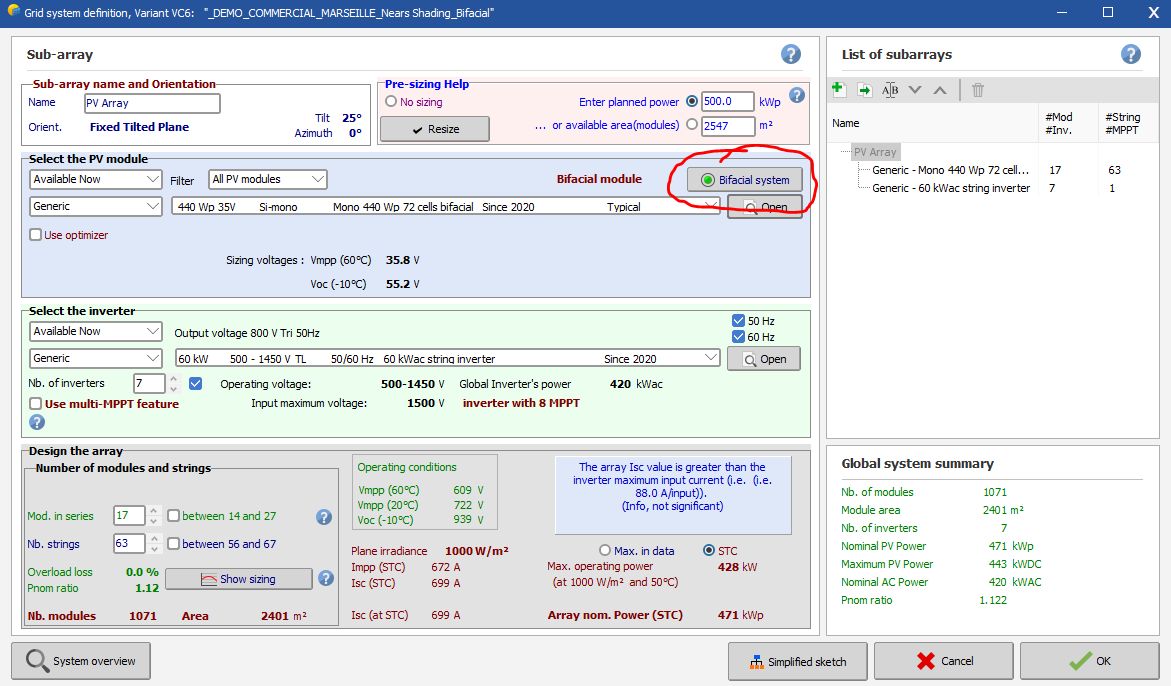 Grid system definition, Variant VC6: "_DEMO_COMMERCIAL_MARSEILLE_Nears Shading_Bifacial"
Sub-array
Sub-array name and Orientation
Name PV Array
Orient. Fixed Tilted Plane
Tilt 25°
Azimuth 0°
Pre-sizing Help
No sizing
Enter planned power 500.0 kWp
Resize
... or available area(modules) 2547 m²
Select the PV module
Available Now Filter All PV modules Bifacial module Bifacial system
Generic 440 Wp 35V Si-mono Mono 440 Wp 72 cells bifacial Since 2020 Typical Open
Use optimizer
Sizing voltages : Vmpp (60°C) 35.8 V
Voc (-10°C) 55.2 V
Select the inverter
Available Now Output voltage 800 V Tri 50Hz
50 Hz
60 Hz
Generic 60 kW 500 - 1450 V TL 50/60 Hz 60 kWac string inverter Since 2020 Open
Nb. of inverters 7 Operating voltage: 500-1450 V Global Inverter's power 420 kWac
Use multi-MPPT feature Input maximum voltage: 1500 V inverter with 8 MPPT
Design the array
Number of modules and strings
Mod. in series 17 between 14 and 27
Nb. strings 63 between 56 and 67
Overload loss 0.0 %
Pnom ratio 1.12
Show sizing
Nb. modules 1071 Area 2401 m²
Operating conditions
Vmpp (60°C) 609 V
Vmpp (20°C) 722 V
Voc (-10°C) 939 V
Plane irradiance 1000 W/m²
Impp (STC) 672 A
Isc (STC) 699 A
Isc (at STC) 699 A
The array Isc value is greater than the
inverter maximum input current (i.e. (i.e.
88.0 A/input)).
(Info, not significant)
Max. in data STC
Max. operating power 428 kW
(at 1000 W/m² and 50°C)
Array nom. Power (STC) 471 kWp
List of subarrays
A B
Name #Mod #String
#Inv. #MPPT
PV Array
Generic - Mono 440 Wp 72 cell... 17 63
Generic - 60 kWac string inverter 7 1
Global system summary
Nb. of modules 1071
Module area 2401 m²
Nb. of inverters 7
Nominal PV Power 471 kWp
Maximum PV Power 443 kWDC
Nominal AC Power 420 kWAC
Pnom ratio 1.122
System overview Simplified sketch Cancel OK